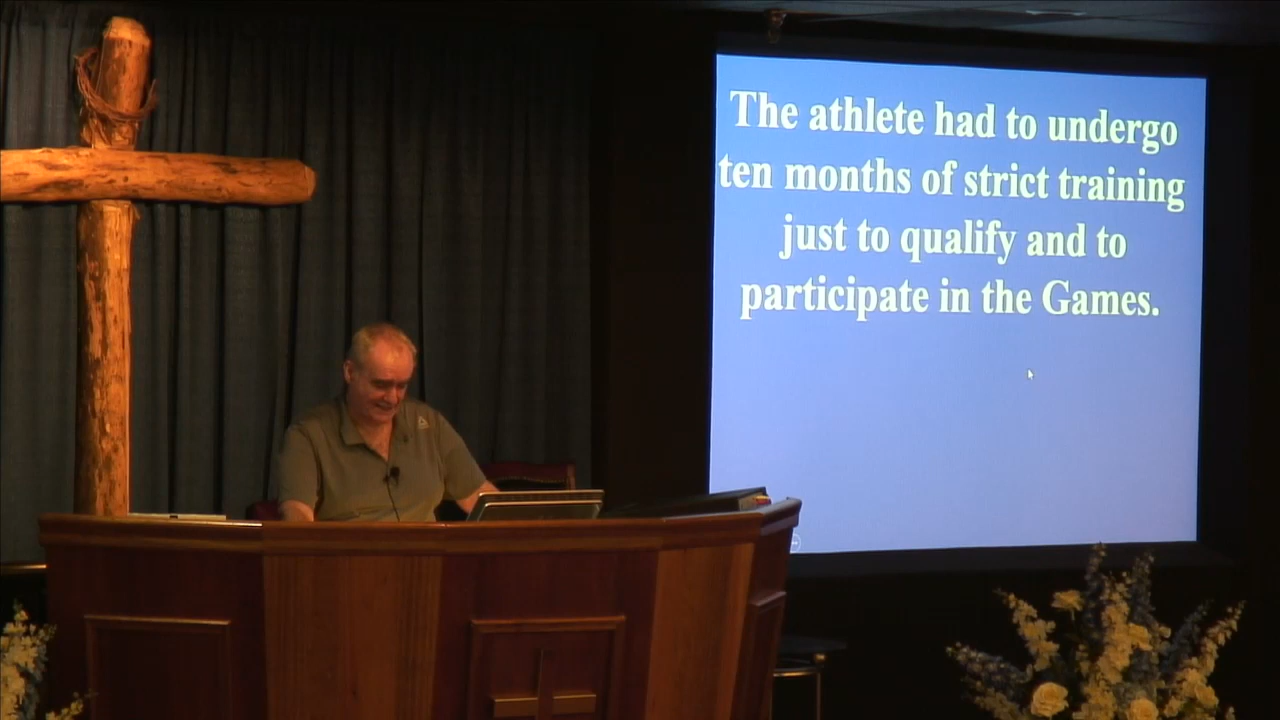 The athlete had to undergo
ten months of strict training
just to qualify and to
participate in the Games.